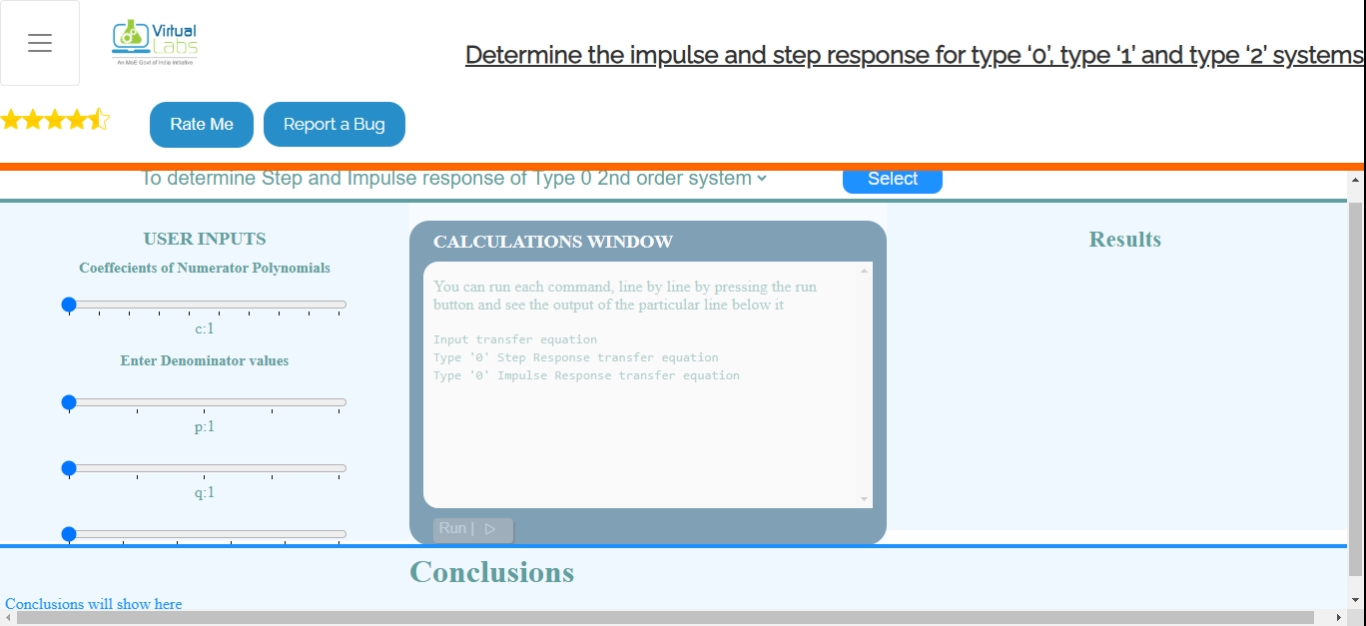 Virtual
Labs
An MoE Govt of India Initiative
Determine the impulse and step response for type ‘0’, type ‘1’ and type ‘2’ systems
Rate Me
Report a Bug
To determine Step and Impulse response of Type 0 2nd order system
Select
USER INPUTS
Coeffecients of Numerator Polynomials
c:1
Enter Denominator values
p:1
q:1
CALCULATIONS WINDOW
You can run each command, line by line by pressing the run
button and see the output of the particular line below it
Input transfer equation
Type '0' Step Response transfer equation
Type '0' Impulse Response transfer equation
Run |
Results
Conclusions
Conclusions will show here